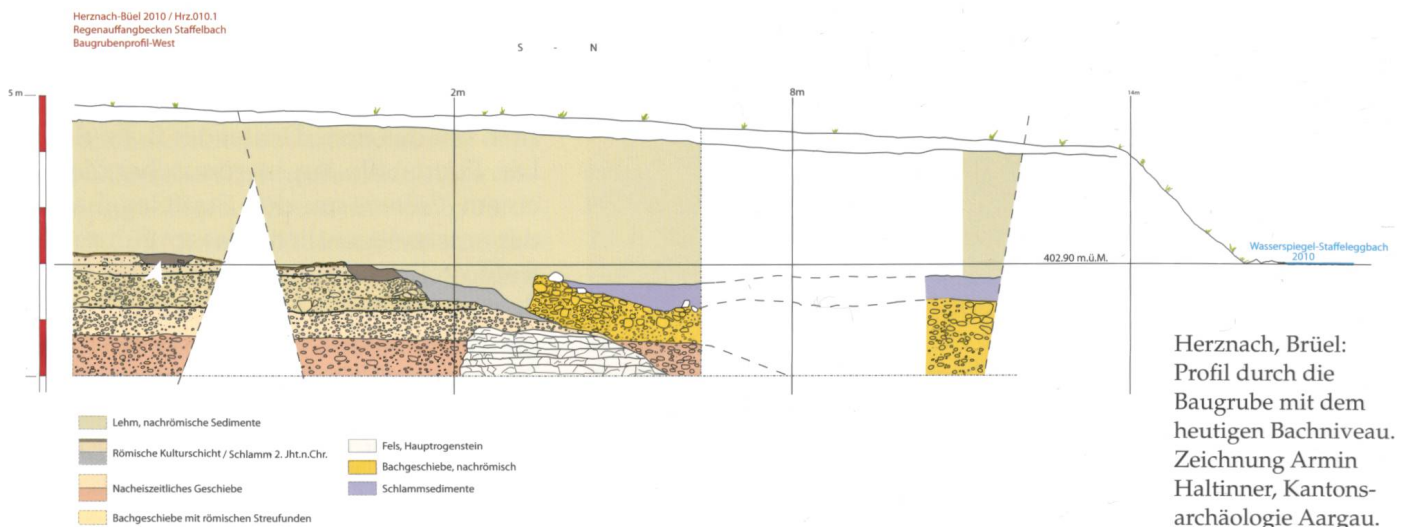 Herznach-Büel 2010 / Hrz.010.1
Regenauffangbecken Staffelbach
Baugrubenprofil-West
S - N
5 m
2m
8m
14m
402.90 m.ü.M.
Wasserspiegel-Staffeleggbach
2010
Lehm, nachrömische Sedimente
Römische Kulturschicht / Schlamm 2. Jht.n.Chr.
Nacheiszeitliches Geschiebe
Bachgeschiebe mit römischen Streufunden
Fels, Hauptrogenstein
Bachgeschiebe, nachrömisch
Schlammsedimente
Herznach, Brüel:
Profil durch die
Baugrube mit dem
heutigen Bachniveau.
Zeichnung Armin
Haltinner, Kantons-
archäologie Aargau.